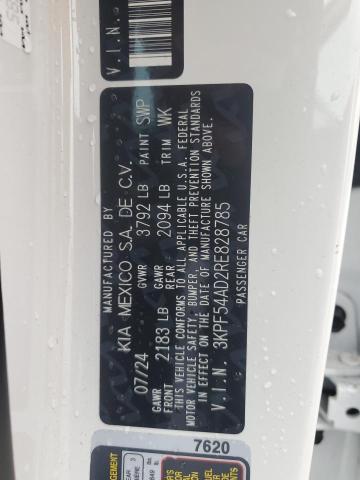 V.I.N.
MANUFACTURED BY
KIA MEXICO S.A. DE C.V.
07/24 GVWR 3792 LB PAINT SWP
GAWR FRONT 2183 LB GAWR REAR 2094 LB TRIM WK
THIS VEHICLE CONFORMS TO ALL APPLICABLE U.S.A. FEDERAL
MOTOR VEHICLE SAFETY, BUMPER, AND THEFT PREVENTION STANDARDS
IN EFFECT ON THE DATE OF MANUFACTURE SHOWN ABOVE.
V.I.N. 3KPF54AD2RE828785
PASSENGER CAR
7620